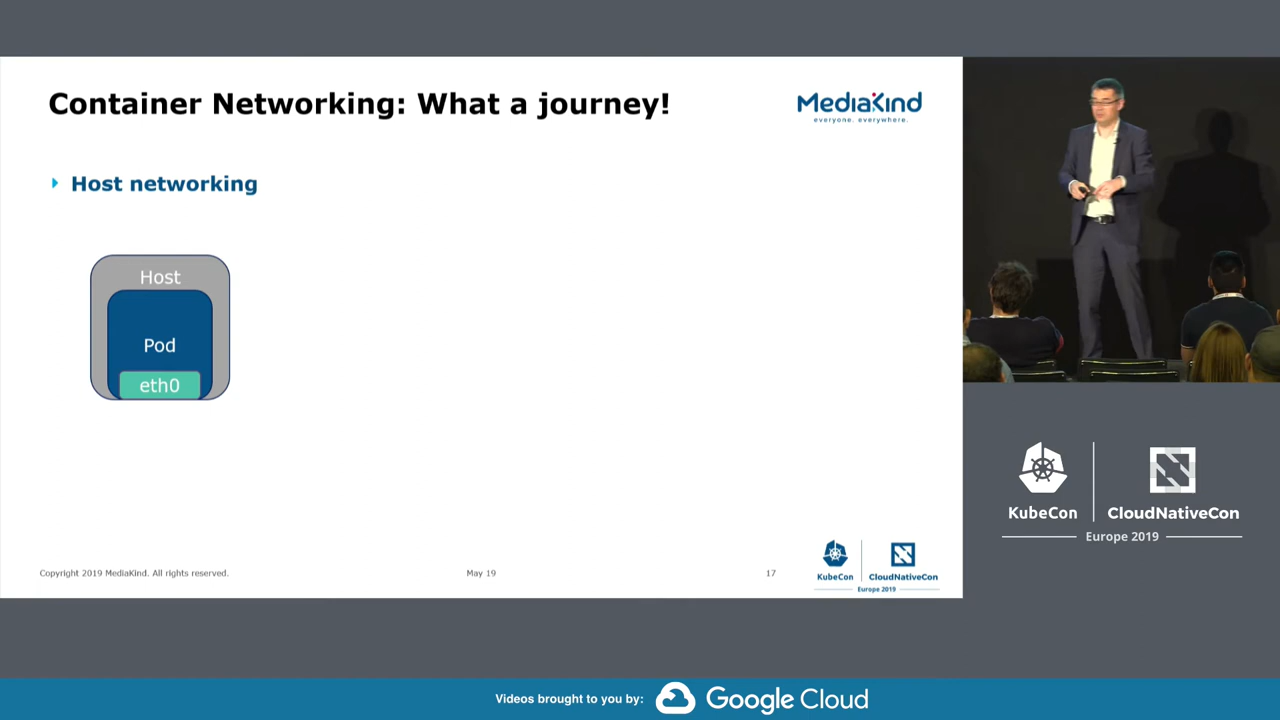 Container Networking: What a journey!
MediaKind
everyone. everywhere.
Host networking
Host
Pod
eth0
Copyright 2019 MediaKind. All rights reserved.
May 19
17
KubeCon
CloudNativeCon
Europe 2019
KubeCon
CloudNativeCon
Europe 2019
Videos brought to you by:
Google Cloud